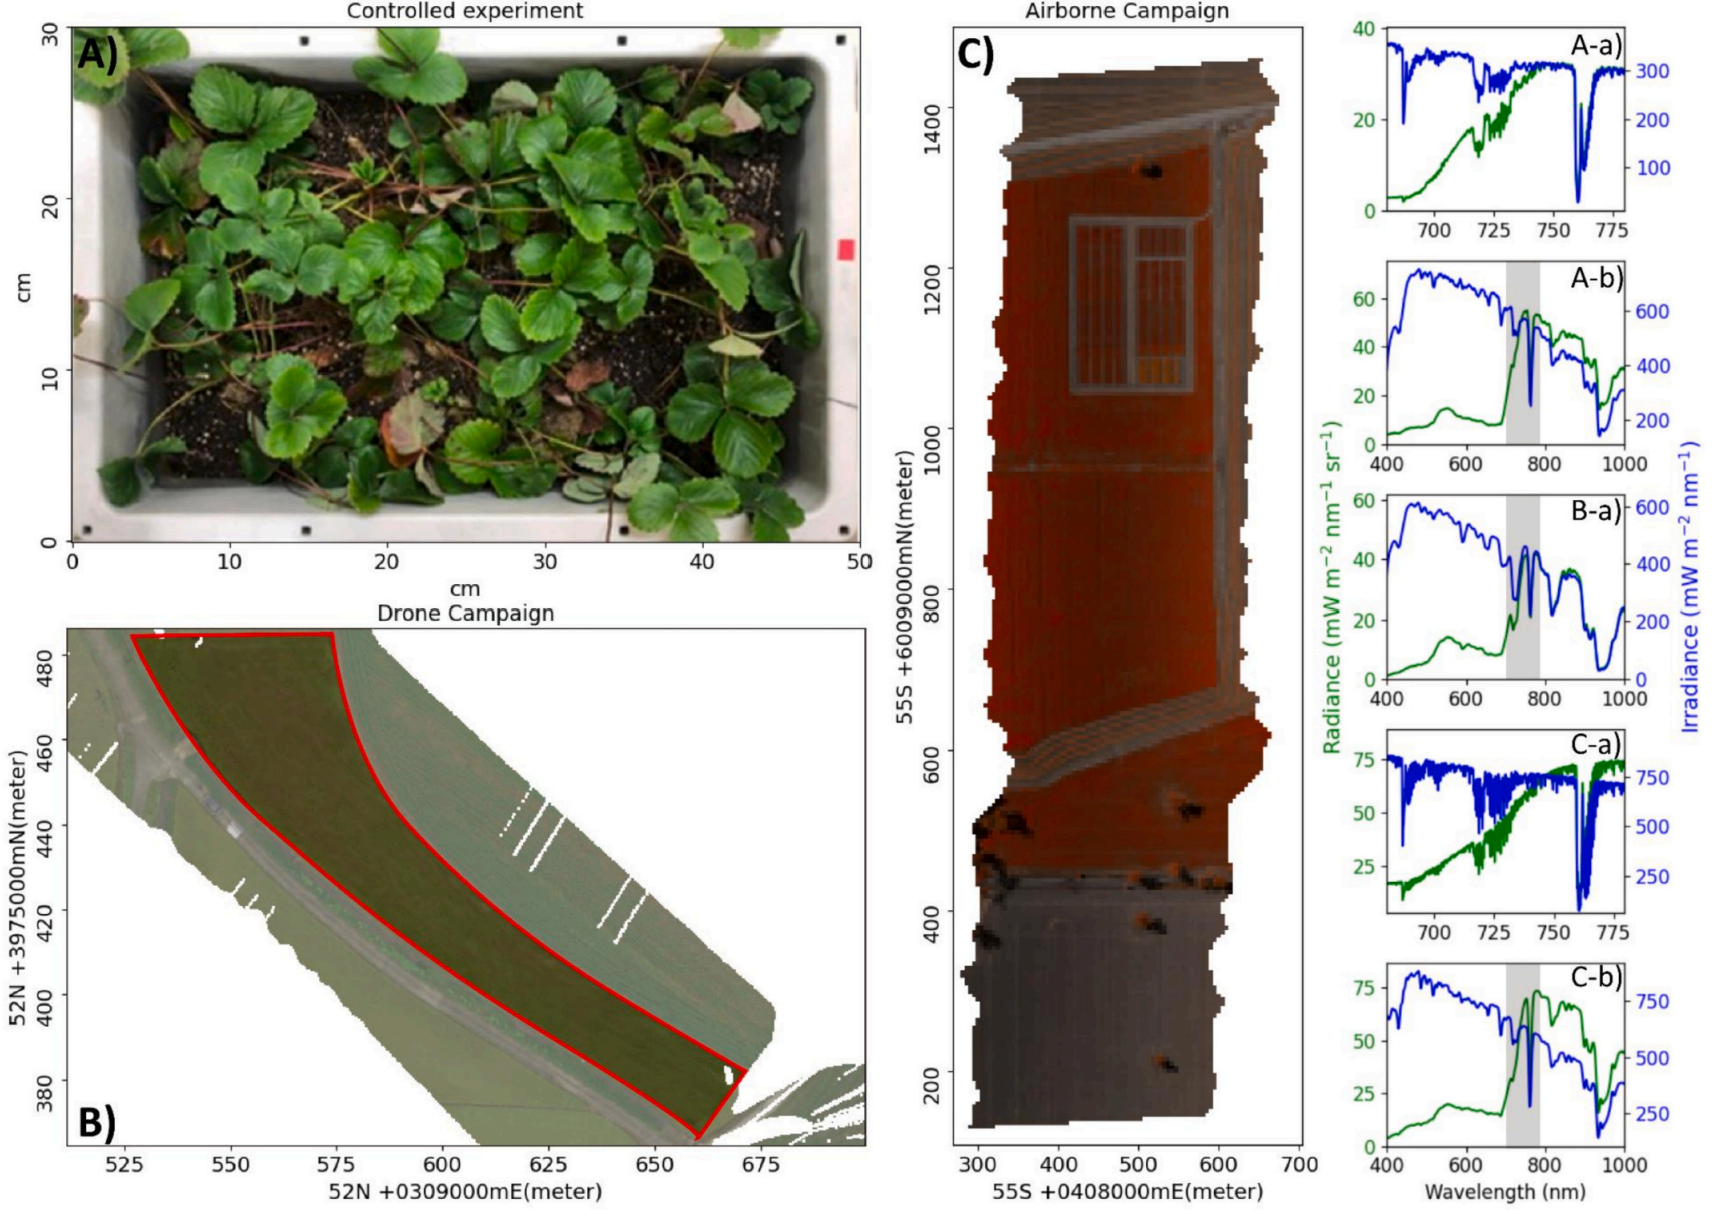 Controlled experiment
A)
30
20
10
0
cm
0 10 20 30 40 50
cm
Drone Campaign
B)
480
460
440
420
400
380
52N +3975000mN(meter)
525 550 575 600 625 650 675
52N +0309000mE(meter)
Airborne Campaign
C)
1400
1200
1000
800
600
400
200
55S +6009000mN(meter)
300 400 500 600 700
55S +0408000mE(meter)
A-a)
40
20
0
300
200
100
700 725 750 775
A-b)
60
40
20
0
600
400
200
400 600 800 1000
B-a)
60
40
20
0
600
400
200
0
400 600 800 1000
C-a)
75
50
25
750
500
250
700 725 750 775
C-b)
75
50
25
0
750
500
250
400 600 800 1000
Wavelength (nm)
Radiance (mW m⁻² nm⁻¹ sr⁻¹)
Irradiance (mW m⁻² nm⁻¹)